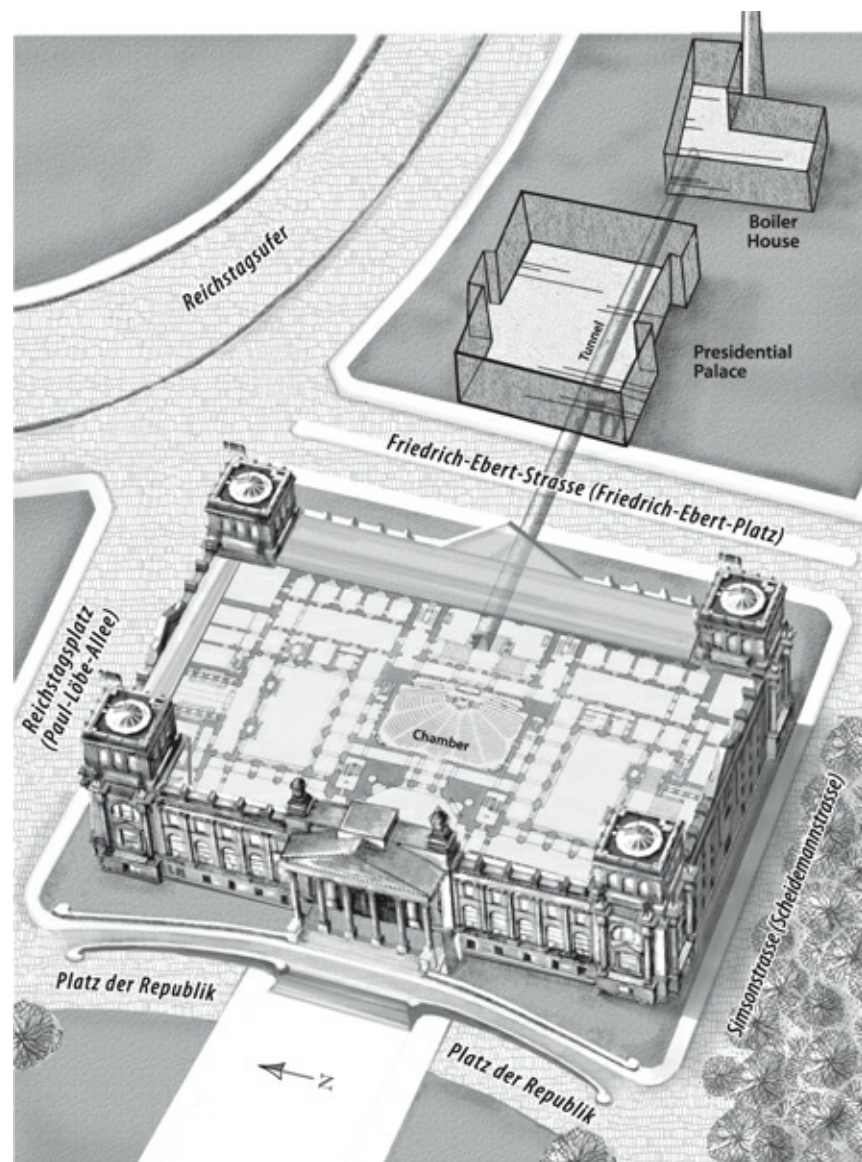 Boiler
House
Reichstagsufer
Tunnel
Presidential
Palace
Friedrich-Ebert-Strasse (Friedrich-Ebert-Platz)
Reichstagsplatz
(Paul-Löbe-Allee)
Chamber
Simsonstrasse (Scheidemannstrasse)
Platz der Republik
Platz der Republik
N